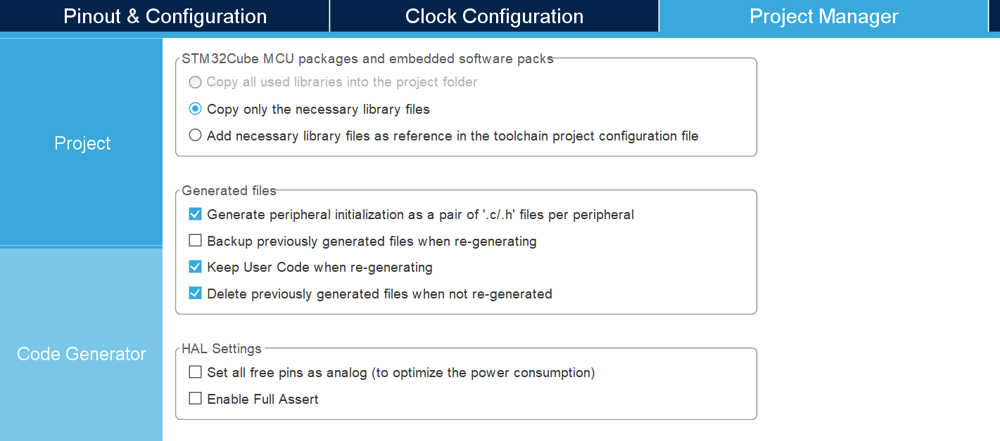 Pinout & Configuration
Clock Configuration
Project Manager
Project
Code Generator
STM32Cube MCU packages and embedded software packs
Copy all used libraries into the project folder
Copy only the necessary library files
Add necessary library files as reference in the toolchain project configuration file
Generated files
Generate peripheral initialization as a pair of '.c/.h' files per peripheral
Backup previously generated files when re-generating
Keep User Code when re-generating
Delete previously generated files when not re-generated
HAL Settings
Set all free pins as analog (to optimize the power consumption)
Enable Full Assert